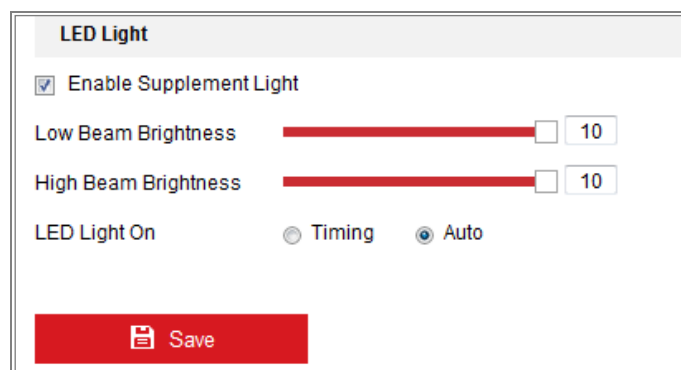 LED Light
Enable Supplement Light
Low Beam Brightness 10
High Beam Brightness 10
LED Light On Timing Auto
Save